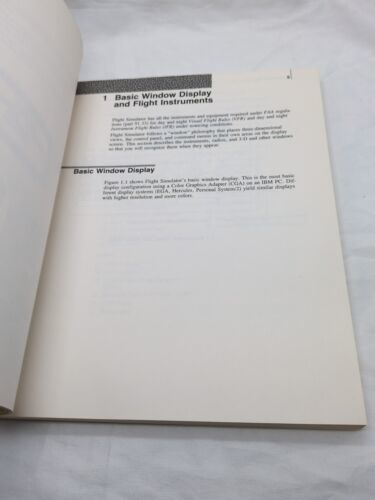 1 Basic Window Display
and Flight Instruments
Flight Simulator has all the instruments and equipment required under FAA regula-
tions (part 91.33) for day and night Visual Flight Rules (VFR) and day and night
Instrument Flight Rules (IFR) under noncing conditions.
Flight Simulator follows a "window" philosophy that places three-dimensional
views, the control panel, and command menus in their own areas on the display
screen. This section describes the instruments, radios, and 3-D and other windows
so that you will recognize them when they appear.
Basic Window Display
Figure 1.1 shows Flight Simulator's basic window display. This is the most basic
display configuration using a Color Graphics Adapter (CGA) on an IBM PC. Dif-
ferent display systems (EGA, Hercules, Personal System/2) yield similar displays
with higher resolution and more colors.